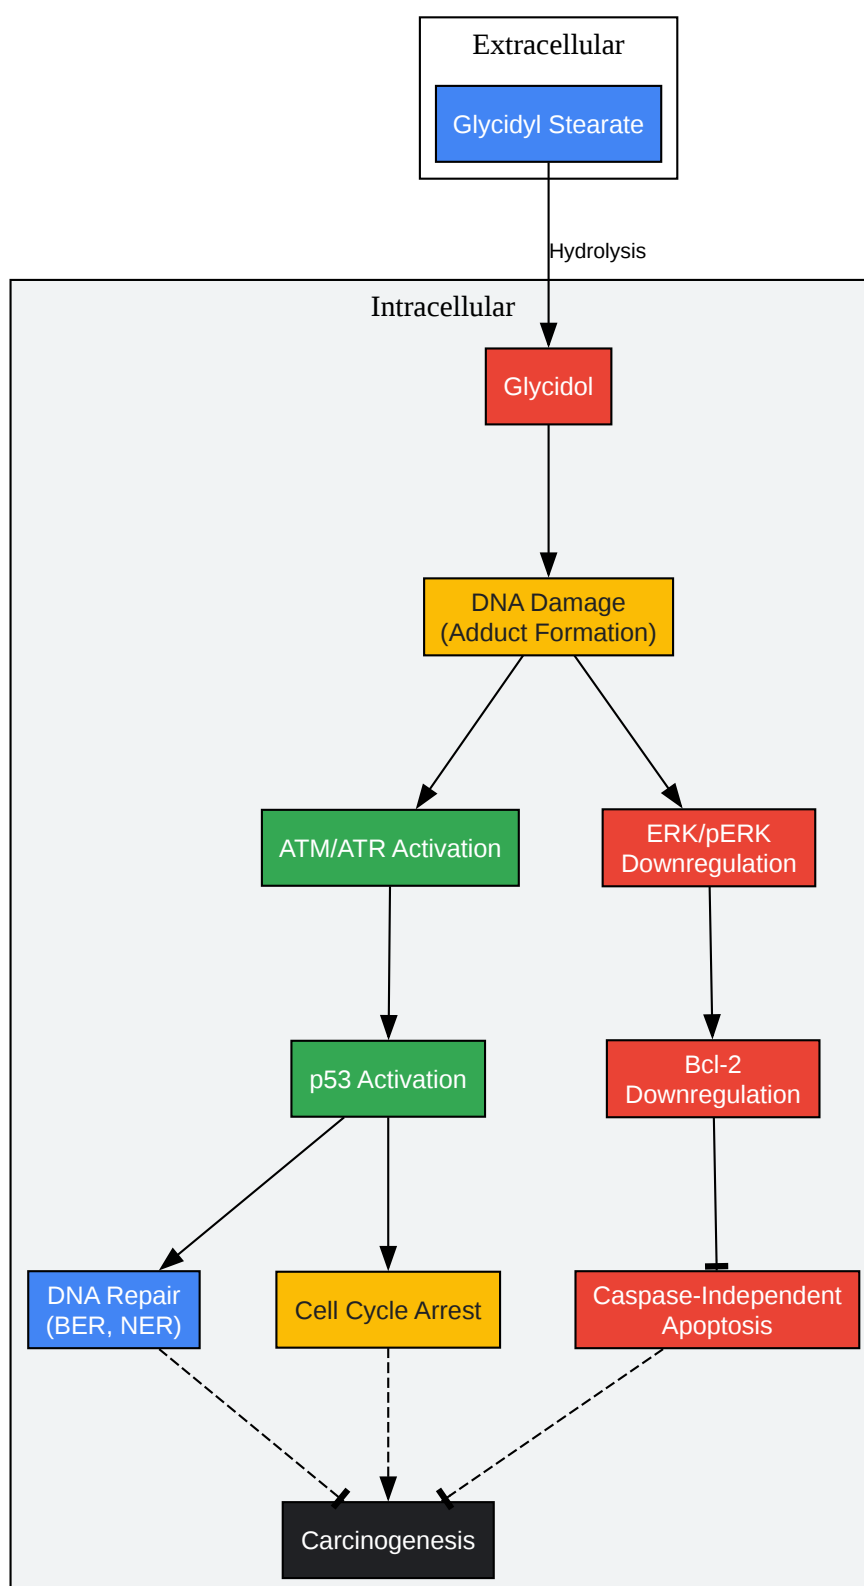 Extracellular
Glycidyl Stearate
Hydrolysis
Intracellular
Glycidol
DNA Damage
(Adduct Formation)
ATM/ATR Activation
ERK/pERK
Downregulation
p53 Activation
Bcl-2
Downregulation
DNA Repair
(BER, NER)
Cell Cycle Arrest
Caspase-Independent
Apoptosis
Carcinogenesis